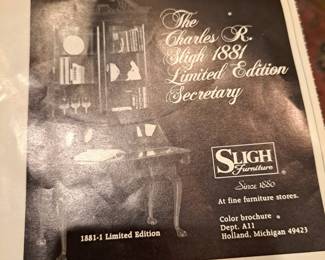 The
Charles R.
Sligh 1881
Limited Edition
Secretary
SLIGH®
Furniture
Since 1880
At fine furniture stores.
Color brochure
Dept. A11
Holland, Michigan 49423
1881-1 Limited Edition